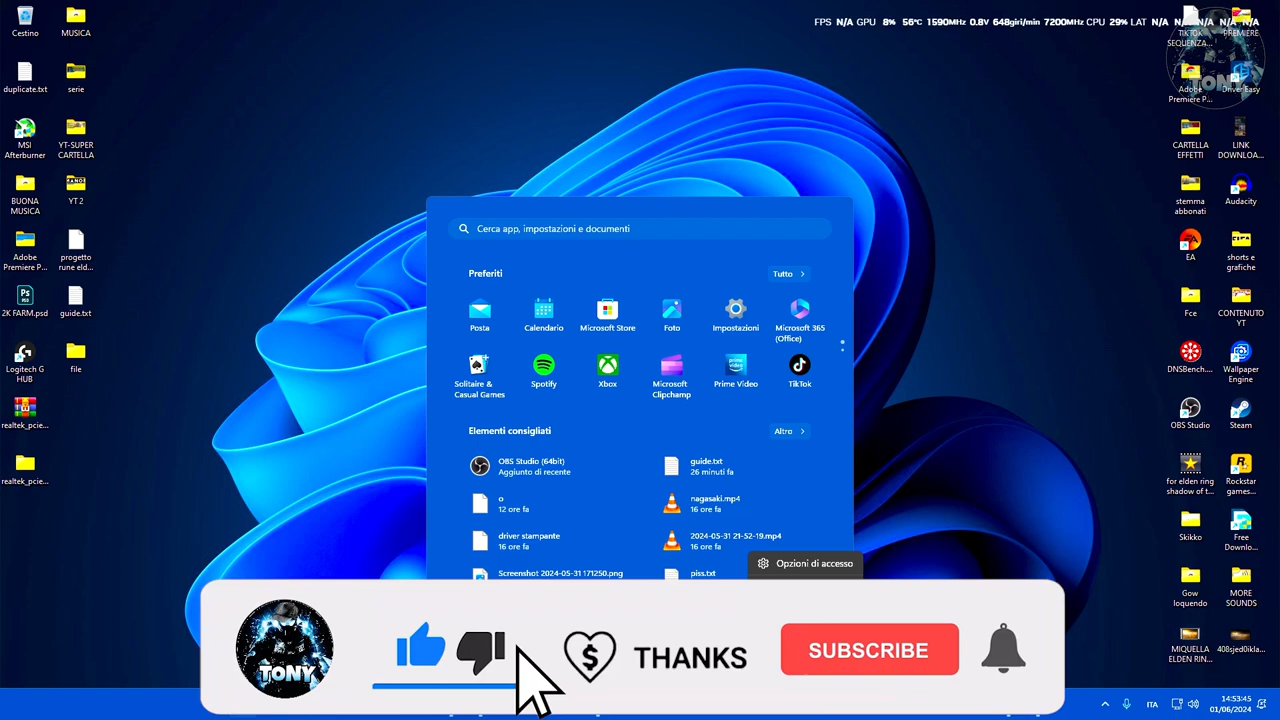 FPS N/A GPU 8% 56°C 1590MHz 0.8V 648giri/min 7200MHz CPU 29% LAT N/A N/A N/A N/A N/A
Cestino
MUSICA
duplicate.txt
serie
MSI
Afterburner
YT-SUPER
CARTELLA
BUONA
MUSICA
YT 2
Adobe
Premiere P...
progetto
rune eld...
2K FARM.psd
guide.txt
Logitech G
HUB
file
realtek_pcie...
realtek_pcie...
Cerca app, impostazioni e documenti
Preferiti
Tutto
Posta
Calendario
Microsoft Store
Foto
Impostazioni
Microsoft 365
(Office)
Solitaire &
Casual Games
Spotify
Xbox
Microsoft
Clipchamp
prime
video
Prime Video
TikTok
Elementi consigliati
Altro
OBS Studio (64bit)
Aggiunto di recente
guide.txt
26 minuti fa
o
12 ore fa
nagasaki.mp4
16 ore fa
driver stampante
16 ore fa
2024-05-31 21-52-19.mp4
16 ore fa
Screenshot 2024-05-31 171250.png
piss.txt
Opzioni di accesso
TIKTOK
SEQUENZA...
PREMIERE
TONY
Adobe
Premiere P...
Driver Easy
CARTELLA
EFFETTI
LINK
DOWNLOA...
stemma
abbonati
Audacity
EA
shorts e
grafiche
Fce
CONTENUTO
YT
DNSBench...
Wallpaper
Engine
OBS Studio
Steam
for elden ring
shadow of t...
Rockstar
games...
Skikko
Free
Downlo...
Gow
loquendo
MORE
SOUNDS
MIQUELLA
ELDEN RIN...
408sjed0ikla...
TONY
THANKS
SUBSCRIBE
ITA
14:53:45
01/06/2024